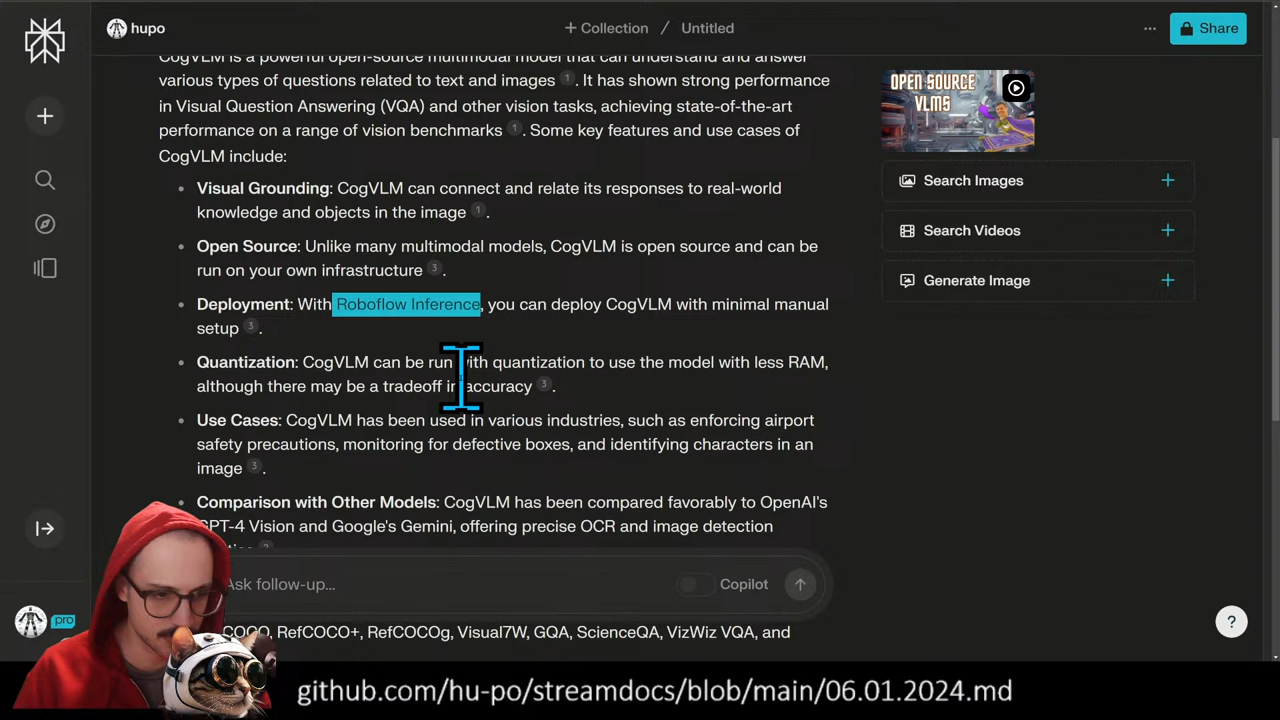 hupo
Collection / Untitled
Share
CogVLM is a powerful open-source multimodal model that can understand and answer
various types of questions related to text and images 1. It has shown strong performance
in Visual Question Answering (VQA) and other vision tasks, achieving state-of-the-art
performance on a range of vision benchmarks 1. Some key features and use cases of
CogVLM include:
• Visual Grounding: CogVLM can connect and relate its responses to real-world
knowledge and objects in the image 1.
• Open Source: Unlike many multimodal models, CogVLM is open source and can be
run on your own infrastructure 3.
• Deployment: With Roboflow Inference, you can deploy CogVLM with minimal manual
setup 3.
• Quantization: CogVLM can be run with quantization to use the model with less RAM,
although there may be a tradeoff in accuracy 3.
• Use Cases: CogVLM has been used in various industries, such as enforcing airport
safety precautions, monitoring for defective boxes, and identifying characters in an
image 3.
• Comparison with Other Models: CogVLM has been compared favorably to OpenAI's
GPT-4 Vision and Google's Gemini, offering precise OCR and image detection
Ask follow-up...
Copilot
COCO, RefCOCO+, RefCOCOg, Visual7W, GQA, ScienceQA, VizWiz VQA, and
OPEN SOURCE
VLMS
Search Images
Search Videos
Generate Image
pro
?
github.com/hu-po/streamdocs/blob/main/06.01.2024.md